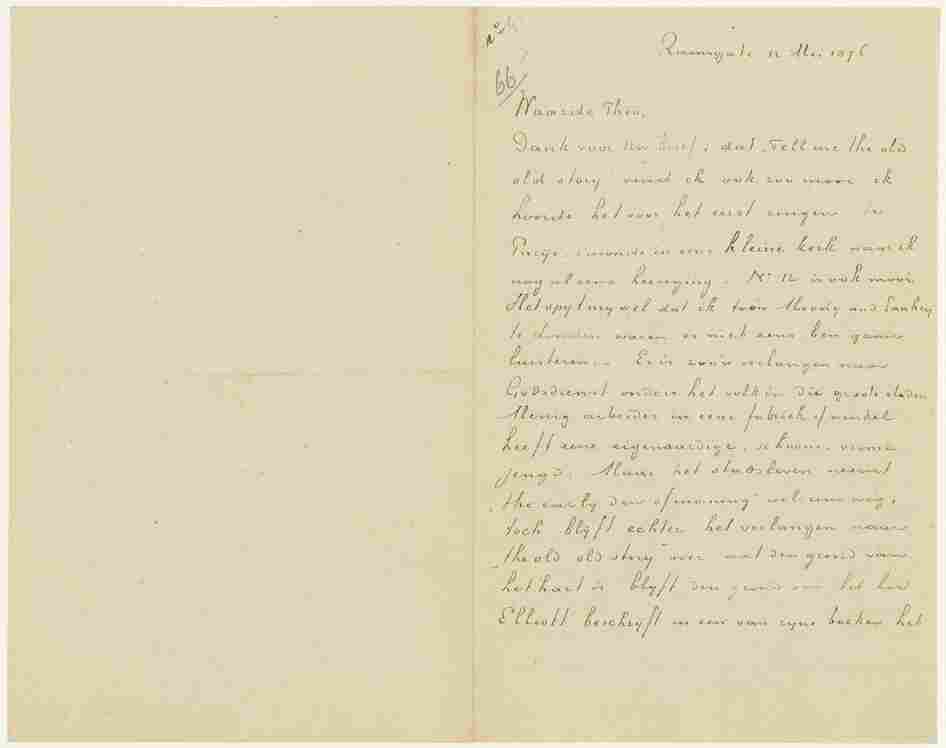 66
Ramsgate 12 Mei 1876
Waarde Theo,
Dank voor Uw brief, dat „Tell me the old
old story” vind ik ook zoo mooi ik
hoorde het voor het eerst zingen in
Parijs, 's avonds in eene kleine kerk waar ik
nog al eens heenging. No 12 is ook mooi.
Het spijt mij wel dat ik toen Moody and Sankey
te Londen waren er niet eens ben gaan
luisteren. Er is zoo'n verlangen naar
Godsdienst onder het volk in die groote steden
Menig arbeider in eene fabriek of winkel
heeft eene eigenaardige, schoone, vrome
jeugd. Maar het stadsleven neemt
„the early dew of morning” wel eens weg,
toch blijft echter het verlangen naar
„the old old story” over wat den grond van
het hart is blijft den grond van het hart
Elliott beschrijft in een van zijne boeken het